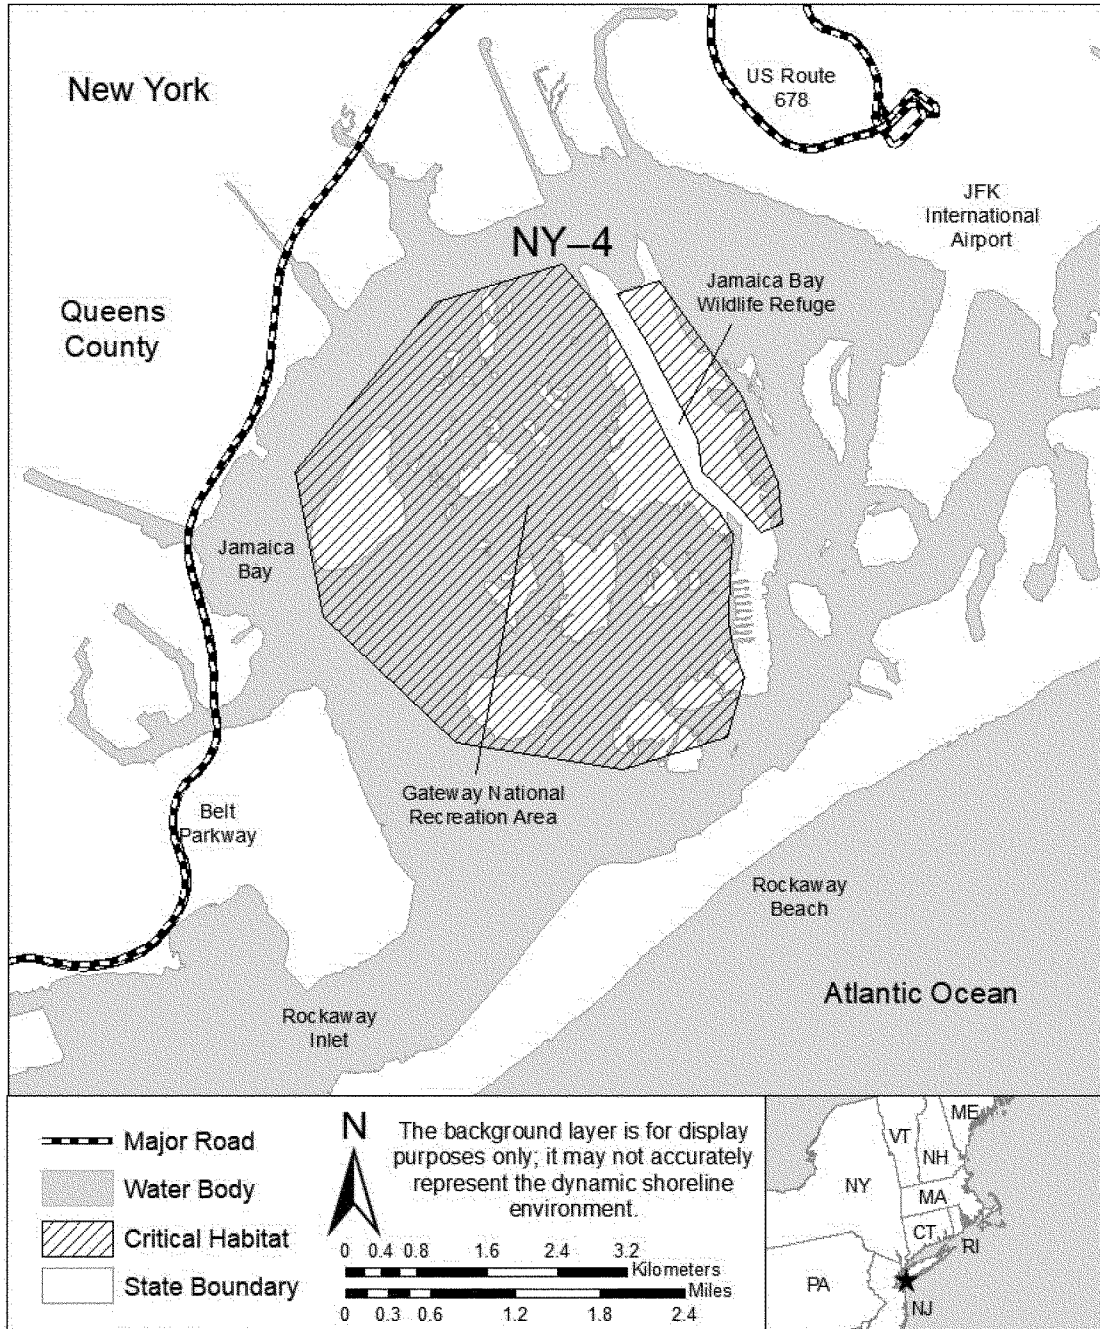 New York
US Route
678
JFK
International
Airport
NY–4
Jamaica Bay
Wildlife Refuge
Queens
County
Jamaica
Bay
Gateway National
Recreation Area
Belt
Parkway
Rockaway
Beach
Atlantic Ocean
Rockaway
Inlet
Major Road
Water Body
Critical Habitat
State Boundary
N
The background layer is for display
purposes only; it may not accurately
represent the dynamic shoreline
environment.
0 0.4 0.8 1.6 2.4 3.2
Kilometers
Miles
0 0.3 0.6 1.2 1.8 2.4
ME
VT
NH
NY
MA
CT
RI
PA
NJ